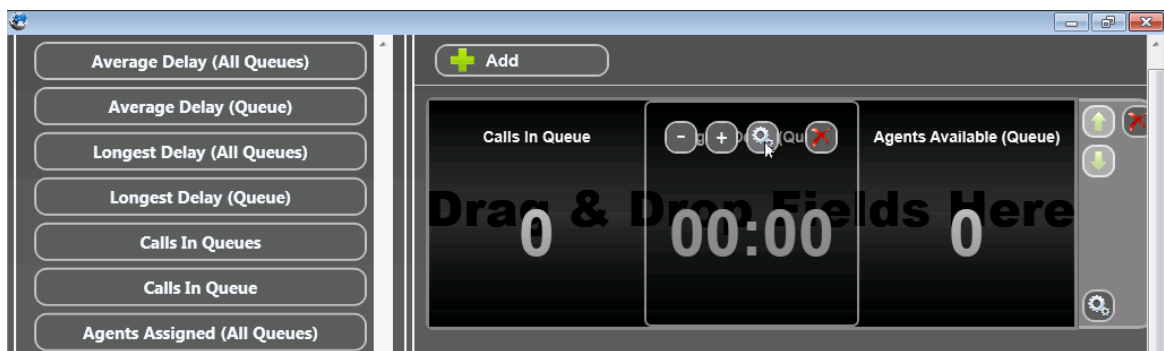 Average Delay (All Queues)
Average Delay (Queue)
Longest Delay (All Queues)
Longest Delay (Queue)
Calls In Queues
Calls In Queue
Agents Assigned (All Queues)
Add
Calls In Queue
Agents Available (Queue)
Drag & Drop Fields Here
0
00:00
0